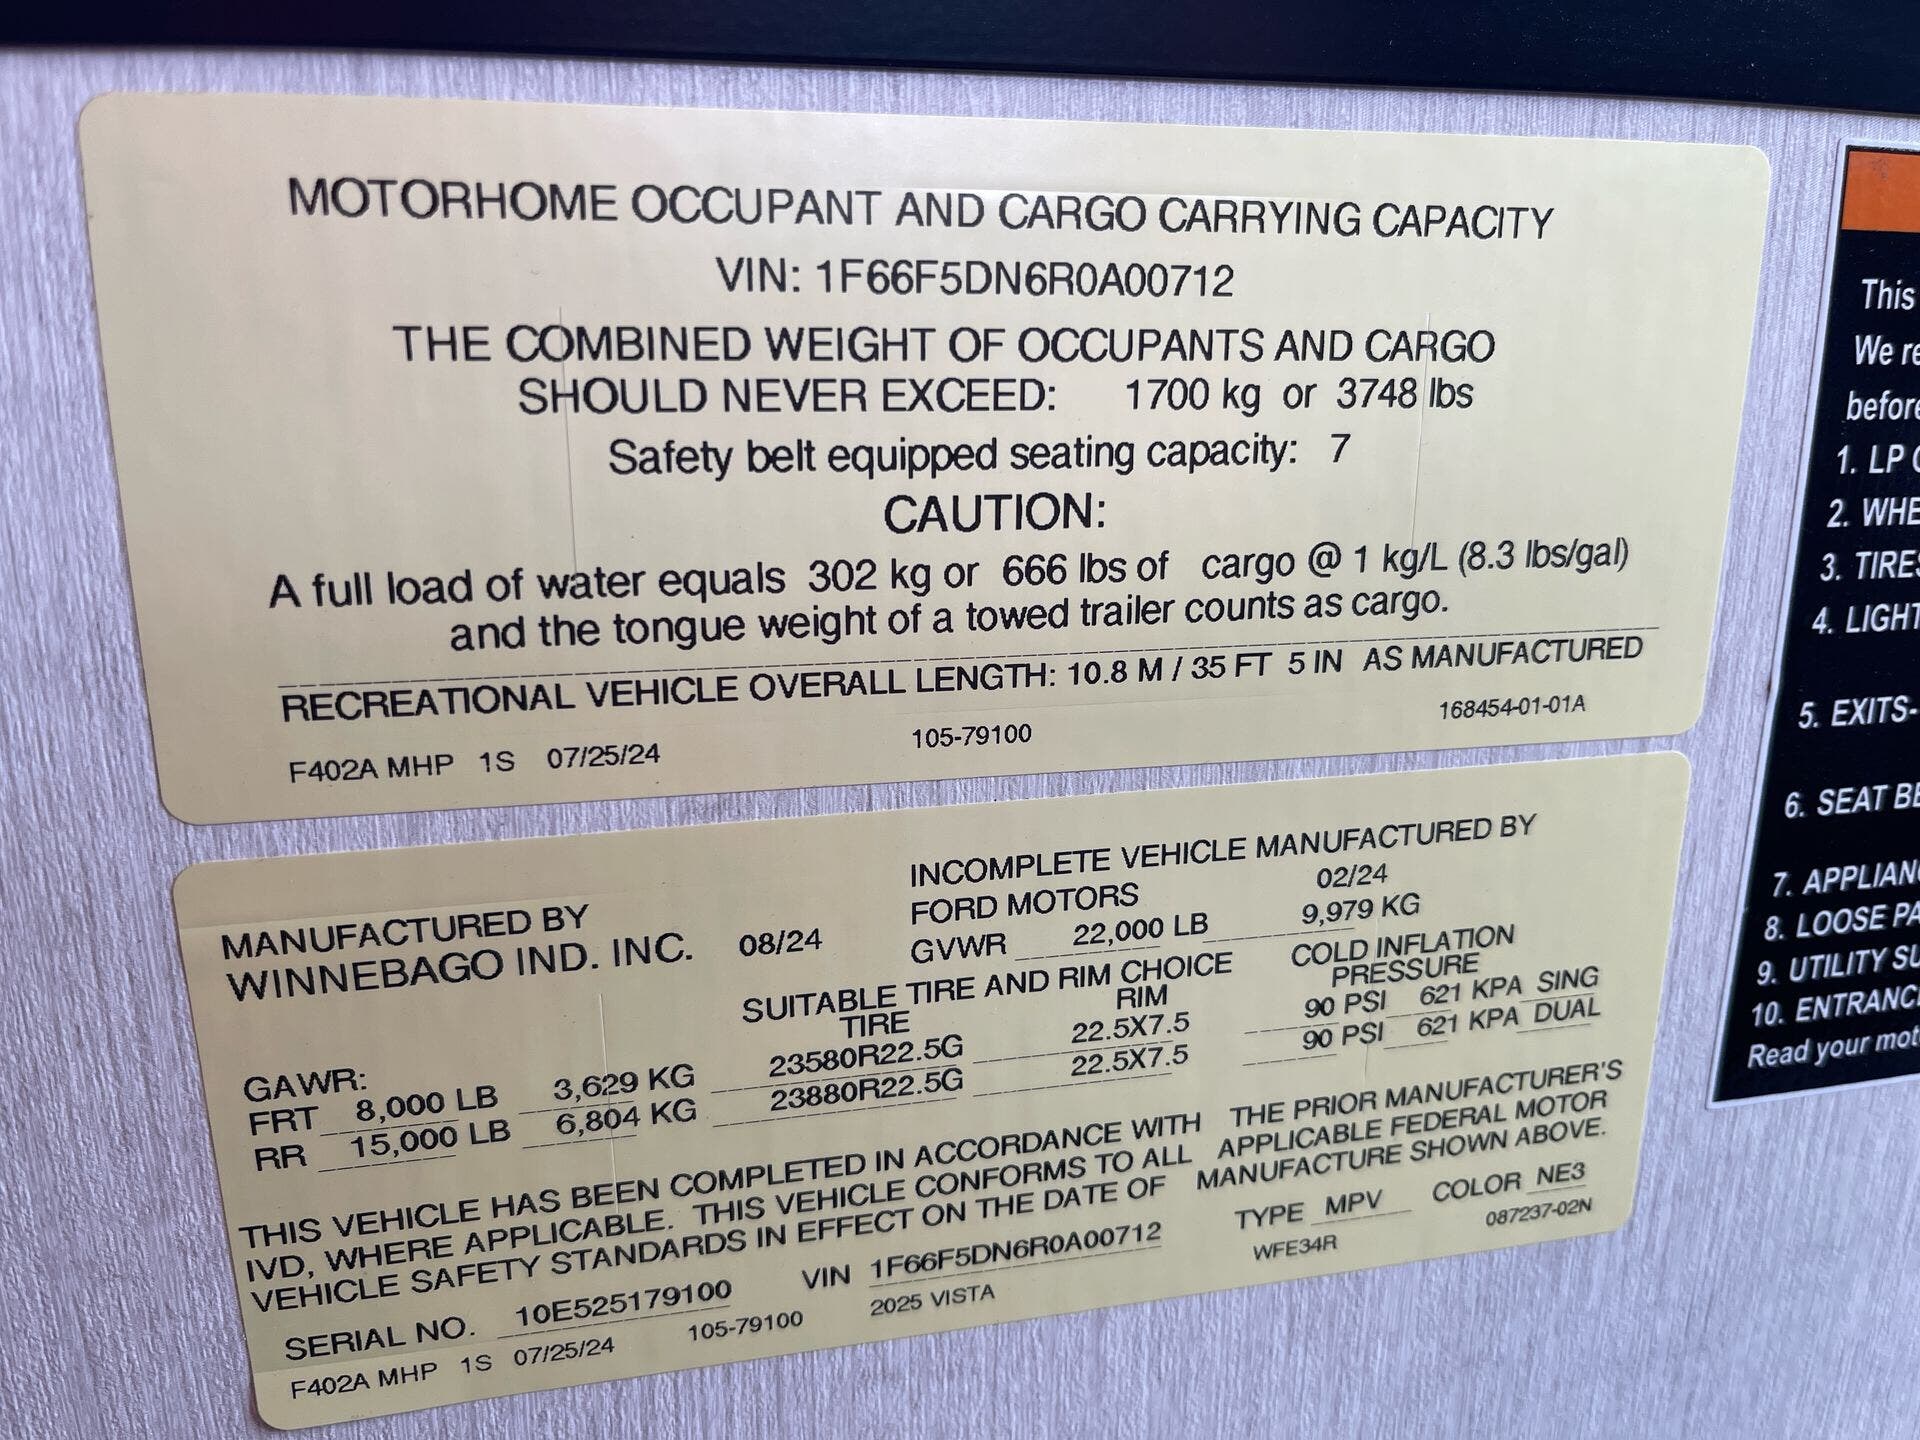 MOTORHOME OCCUPANT AND CARGO CARRYING CAPACITY
VIN: 1F66F5DN6R0A00712
THE COMBINED WEIGHT OF OCCUPANTS AND CARGO
SHOULD NEVER EXCEED: 1700 kg or 3748 lbs
Safety belt equipped seating capacity: 7
CAUTION:
A full load of water equals 302 kg or 666 lbs of cargo @ 1 kg/L (8.3 lbs/gal)
and the tongue weight of a towed trailer counts as cargo.
RECREATIONAL VEHICLE OVERALL LENGTH: 10.8 M / 35 FT 5 IN AS MANUFACTURED
F402A MHP 1S 07/25/24 105-79100 168454-01-01A
MANUFACTURED BY
WINNEBAGO IND. INC. 08/24
INCOMPLETE VEHICLE MANUFACTURED BY
FORD MOTORS 02/24
GVWR 22,000 LB 9,979 KG
SUITABLE TIRE AND RIM CHOICE
TIRE RIM
COLD INFLATION
PRESSURE
GAWR:
FRT 8,000 LB 3,629 KG 23580R22.5G 22.5X7.5 90 PSI 621 KPA SING
RR 15,000 LB 6,804 KG 23880R22.5G 22.5X7.5 90 PSI 621 KPA DUAL
THIS VEHICLE HAS BEEN COMPLETED IN ACCORDANCE WITH THE PRIOR MANUFACTURER'S
IVD, WHERE APPLICABLE. THIS VEHICLE CONFORMS TO ALL APPLICABLE FEDERAL MOTOR
VEHICLE SAFETY STANDARDS IN EFFECT ON THE DATE OF MANUFACTURE SHOWN ABOVE.
SERIAL NO. 10E525179100 VIN 1F66F5DN6R0A00712 TYPE MPV COLOR NE3
F402A MHP 1S 07/25/24 105-79100 2025 VISTA WFE34R 087237-02N
This
We re
before
1. LP
2. WHE
3. TIRES
4. LIGHT
5. EXITS-
6. SEAT BE
7. APPLIAN
8. LOOSE PA
9. UTILITY SU
10. ENTRANC
Read your mot